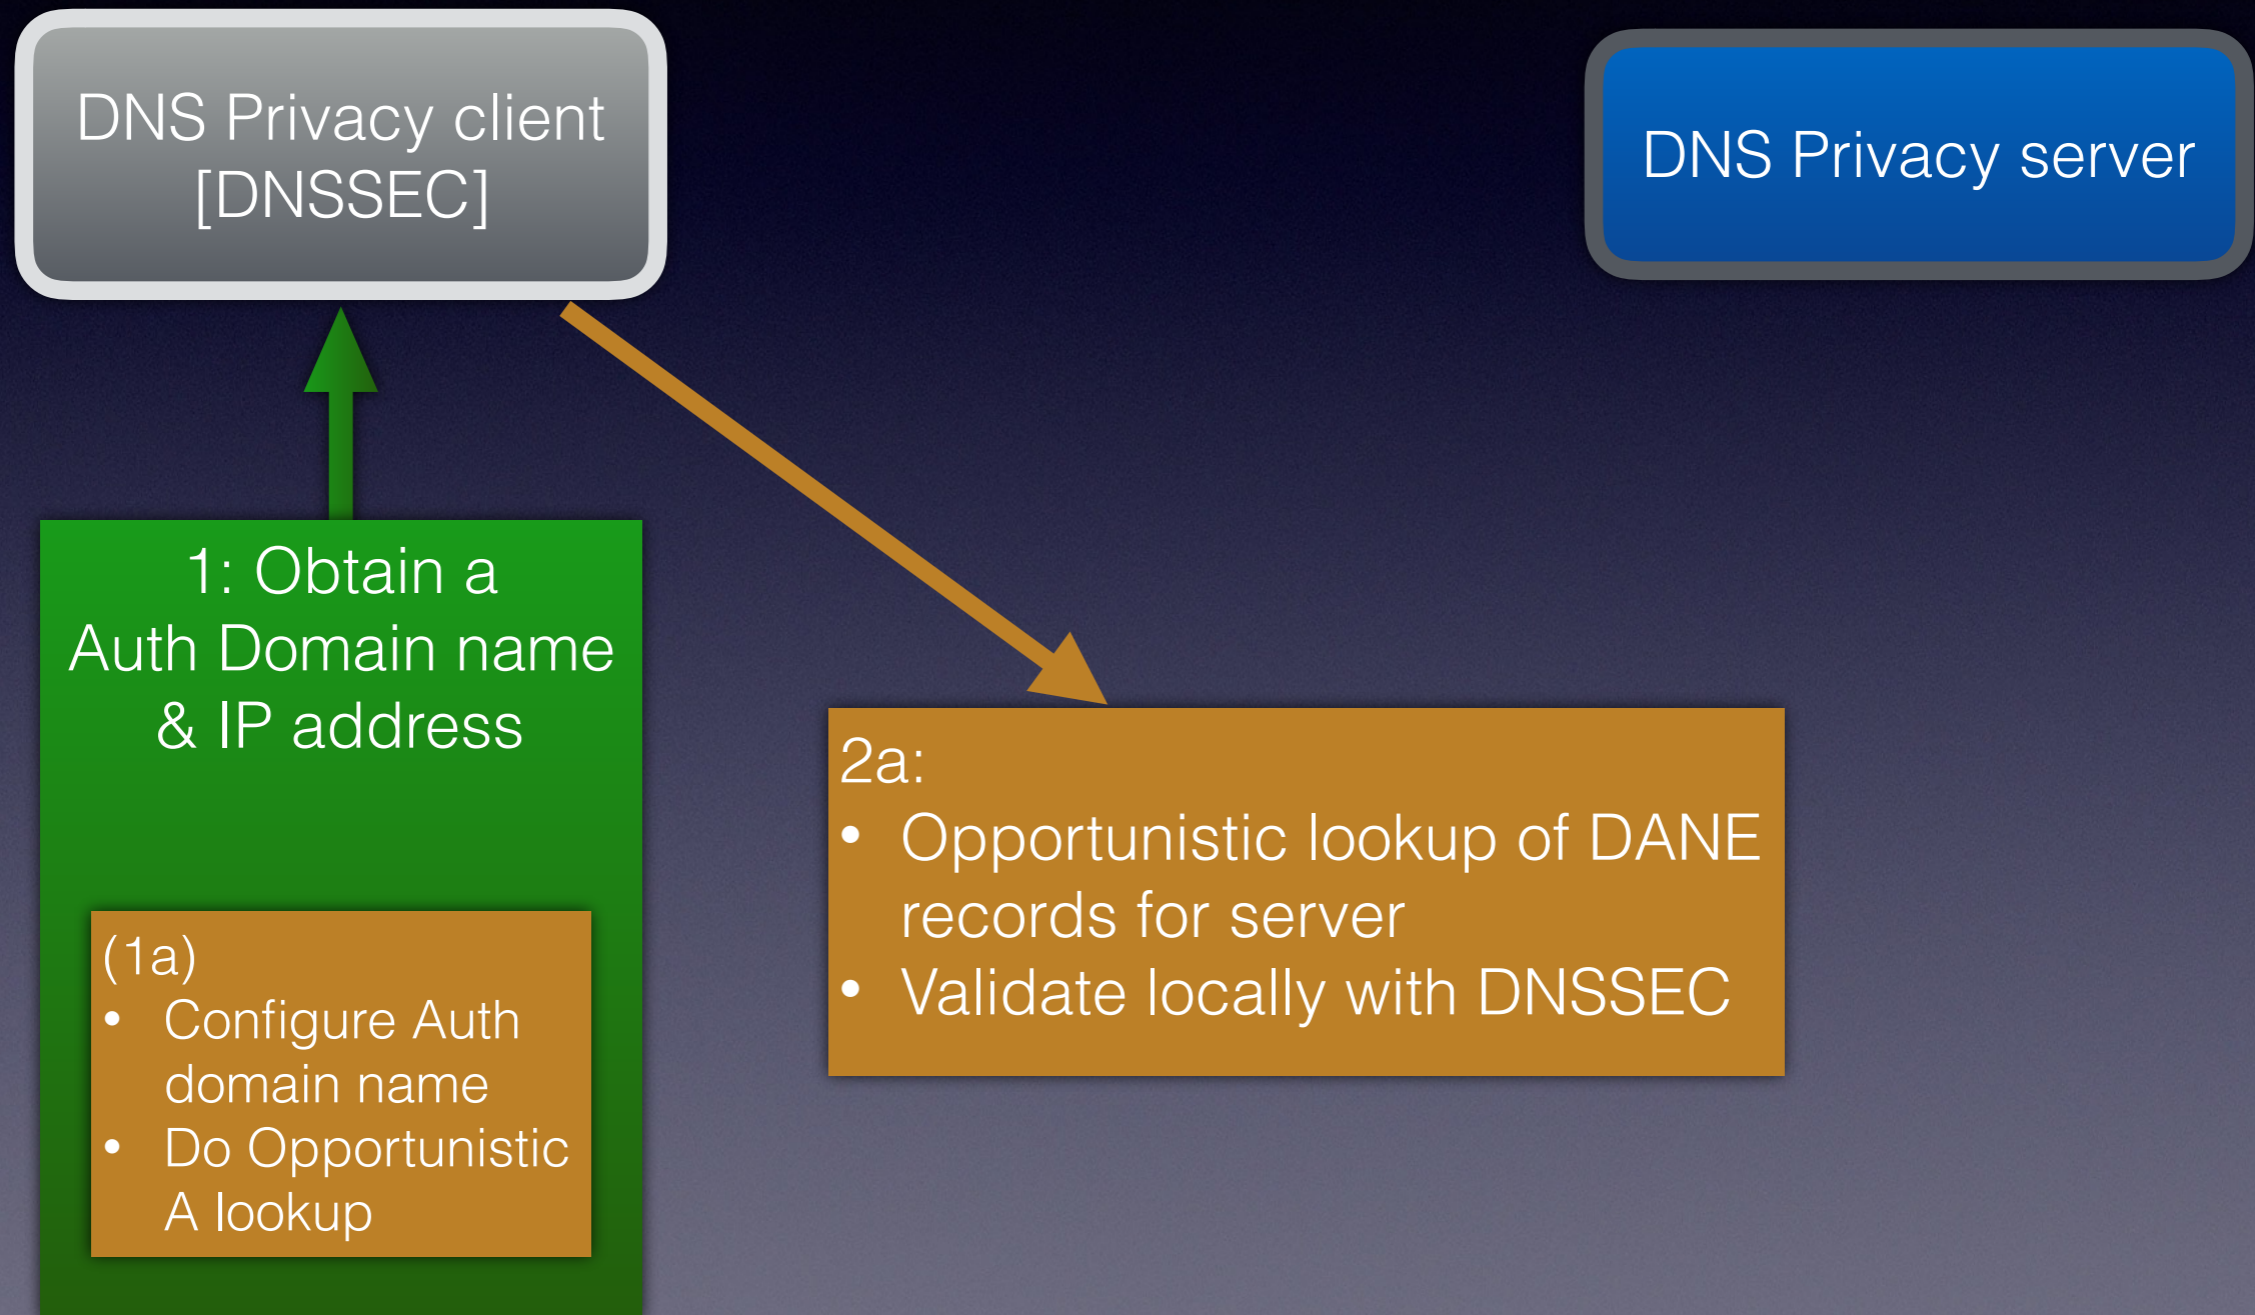 DNS Privacy client
[DNSSEC]
DNS Privacy server
1: Obtain a
Auth Domain name
& IP address
(1a)
• Configure Auth
domain name
• Do Opportunistic
A lookup
2a:
• Opportunistic lookup of DANE
records for server
• Validate locally with DNSSEC